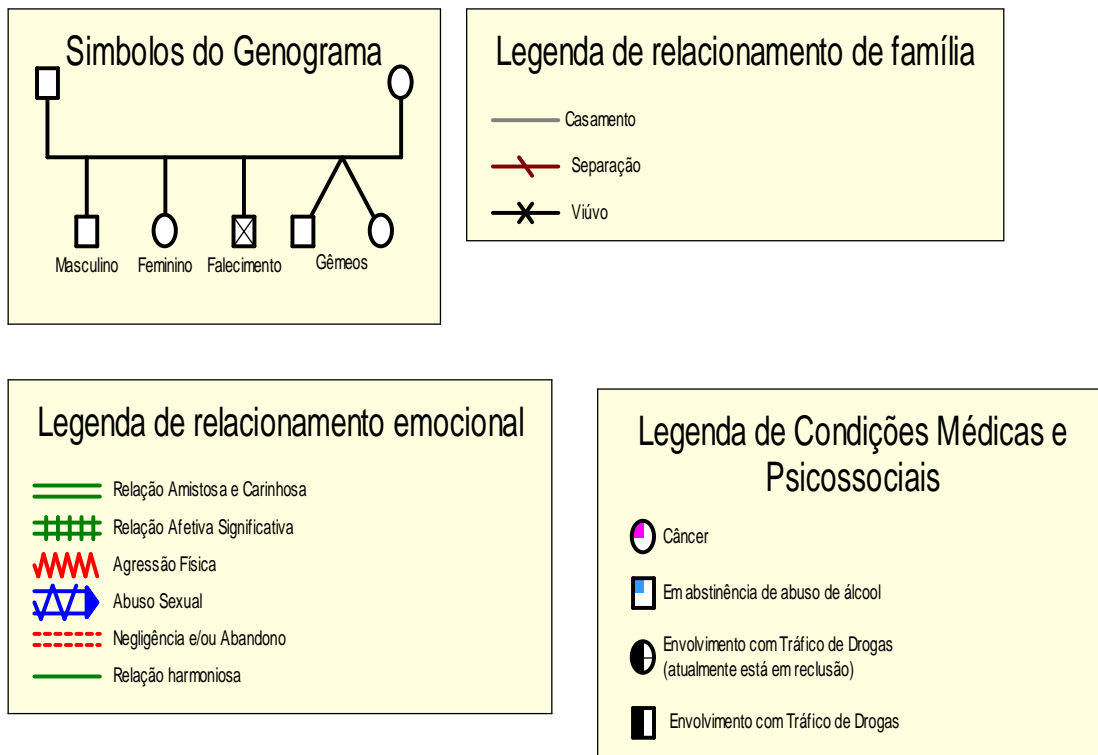 Simbolos do Genograma
Masculino Feminino Falecimento Gêmeos
Legenda de relacionamento de família
Casamento
Separação
Viúvo
Legenda de relacionamento emocional
Relação Amistosa e Carinhosa
Relação Afetiva Significativa
Agressão Física
Abuso Sexual
Negligência e/ou Abandono
Relação harmoniosa
Legenda de Condições Médicas e
Psicossociais
Câncer
Em abstinência de abuso de álcool
Envolvimento com Tráfico de Drogas
(atualmente está em reclusão)
Envolvimento com Tráfico de Drogas